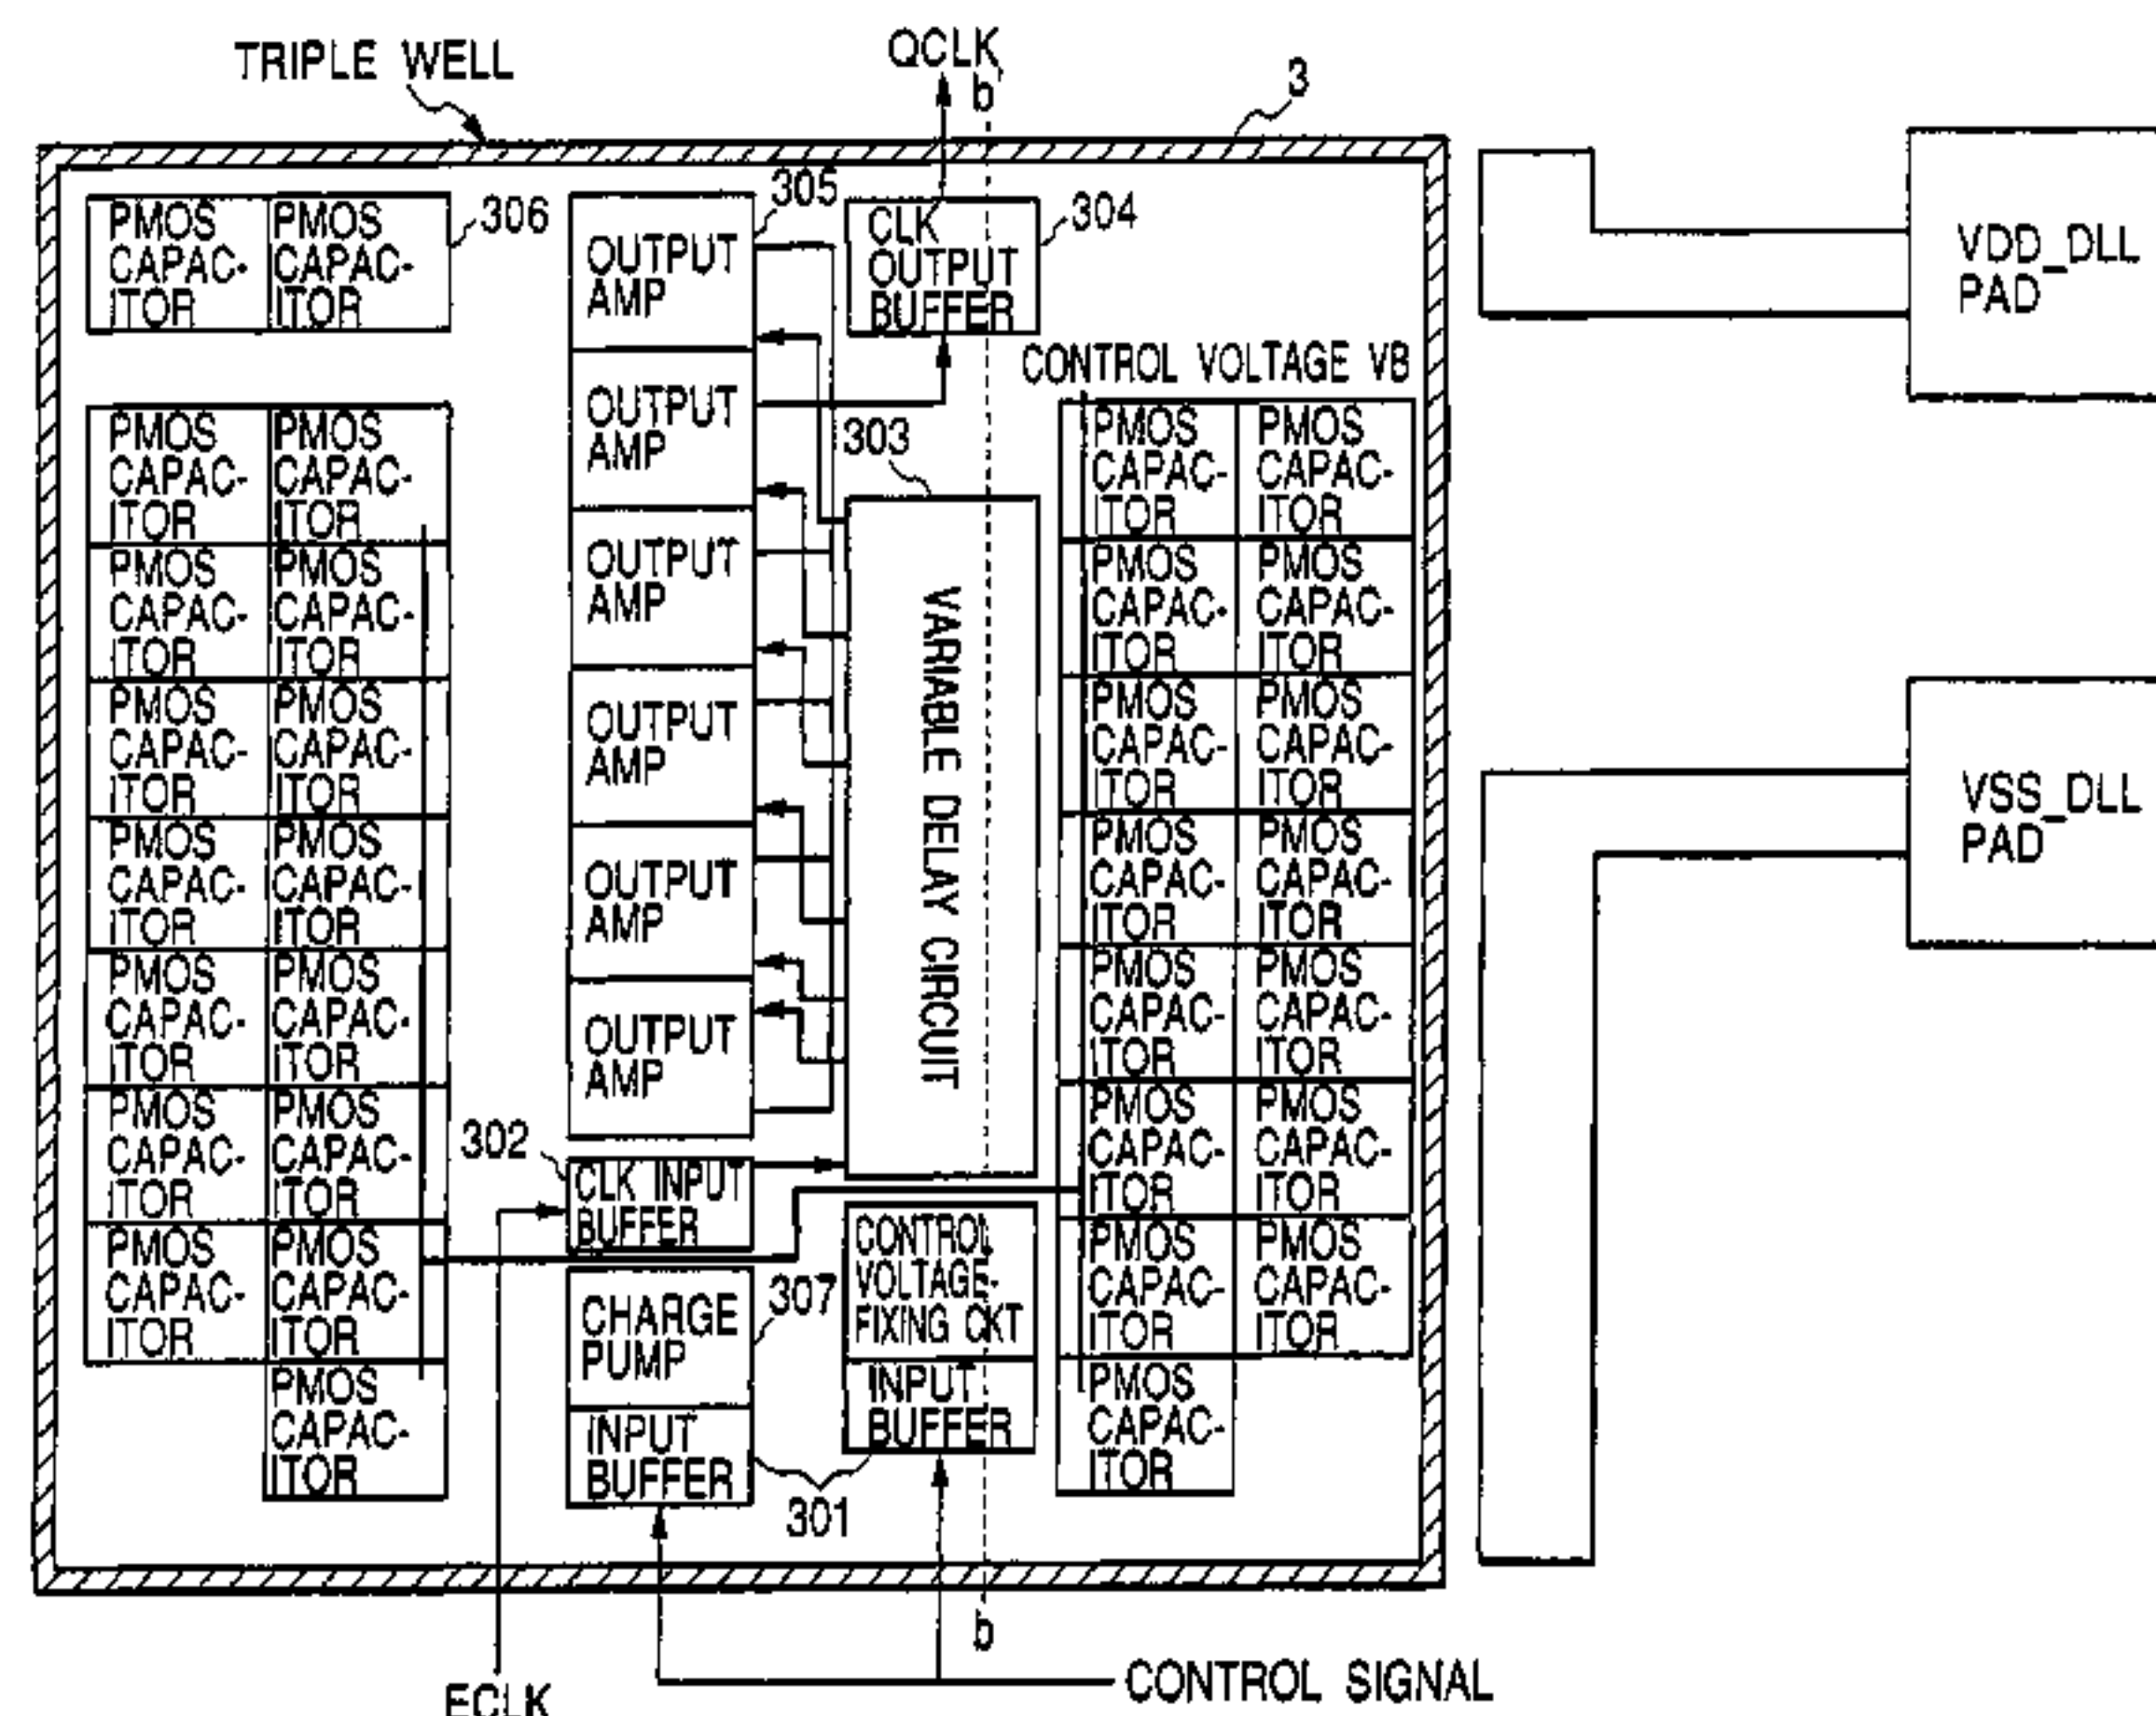 TRIPLE WELL
QCLK
b'
3
305
306
PMOS
CAPAC-
ITOR
PMOS
CAPAC-
ITOR
OUTPUT
AMP
CLK
OUTPUT
BUFFER
304
VDD_DLL
PAD
CONTROL VOLTAGE VB
303
PMOS
CAPAC-
ITOR
PMOS
CAPAC-
ITOR
OUTPUT
AMP
PMOS
CAPAC-
ITOR
PMOS
CAPAC-
ITOR
PMOS
CAPAC-
ITOR
PMOS
CAPAC-
ITOR
OUTPUT
AMP
VARIABLE DELAY CIRCUIT
PMOS
CAPAC-
ITOR
PMOS
CAPAC-
ITOR
PMOS
CAPAC-
ITOR
PMOS
CAPAC-
ITOR
OUTPUT
AMP
PMOS
CAPAC-
ITOR
PMOS
CAPAC-
ITOR
VSS_DLL
PAD
PMOS
CAPAC-
ITOR
PMOS
CAPAC-
ITOR
OUTPUT
AMP
PMOS
CAPAC-
ITOR
PMOS
CAPAC-
ITOR
PMOS
CAPAC-
ITOR
PMOS
CAPAC-
ITOR
OUTPUT
AMP
PMOS
CAPAC-
ITOR
PMOS
CAPAC-
ITOR
PMOS
CAPAC-
ITOR
PMOS
CAPAC-
ITOR
302
CLK INPUT
BUFFER
PMOS
CAPAC-
ITOR
PMOS
CAPAC-
ITOR
PMOS
CAPAC-
ITOR
PMOS
CAPAC-
ITOR
CHARGE
PUMP
307
CONTROL
VOLTAGE-
FIXING CKT
PMOS
CAPAC-
ITOR
PMOS
CAPAC-
ITOR
PMOS
CAPAC-
ITOR
INPUT
BUFFER
301
INPUT
BUFFER
PMOS
CAPAC-
ITOR
b
ECLK
CONTROL SIGNAL